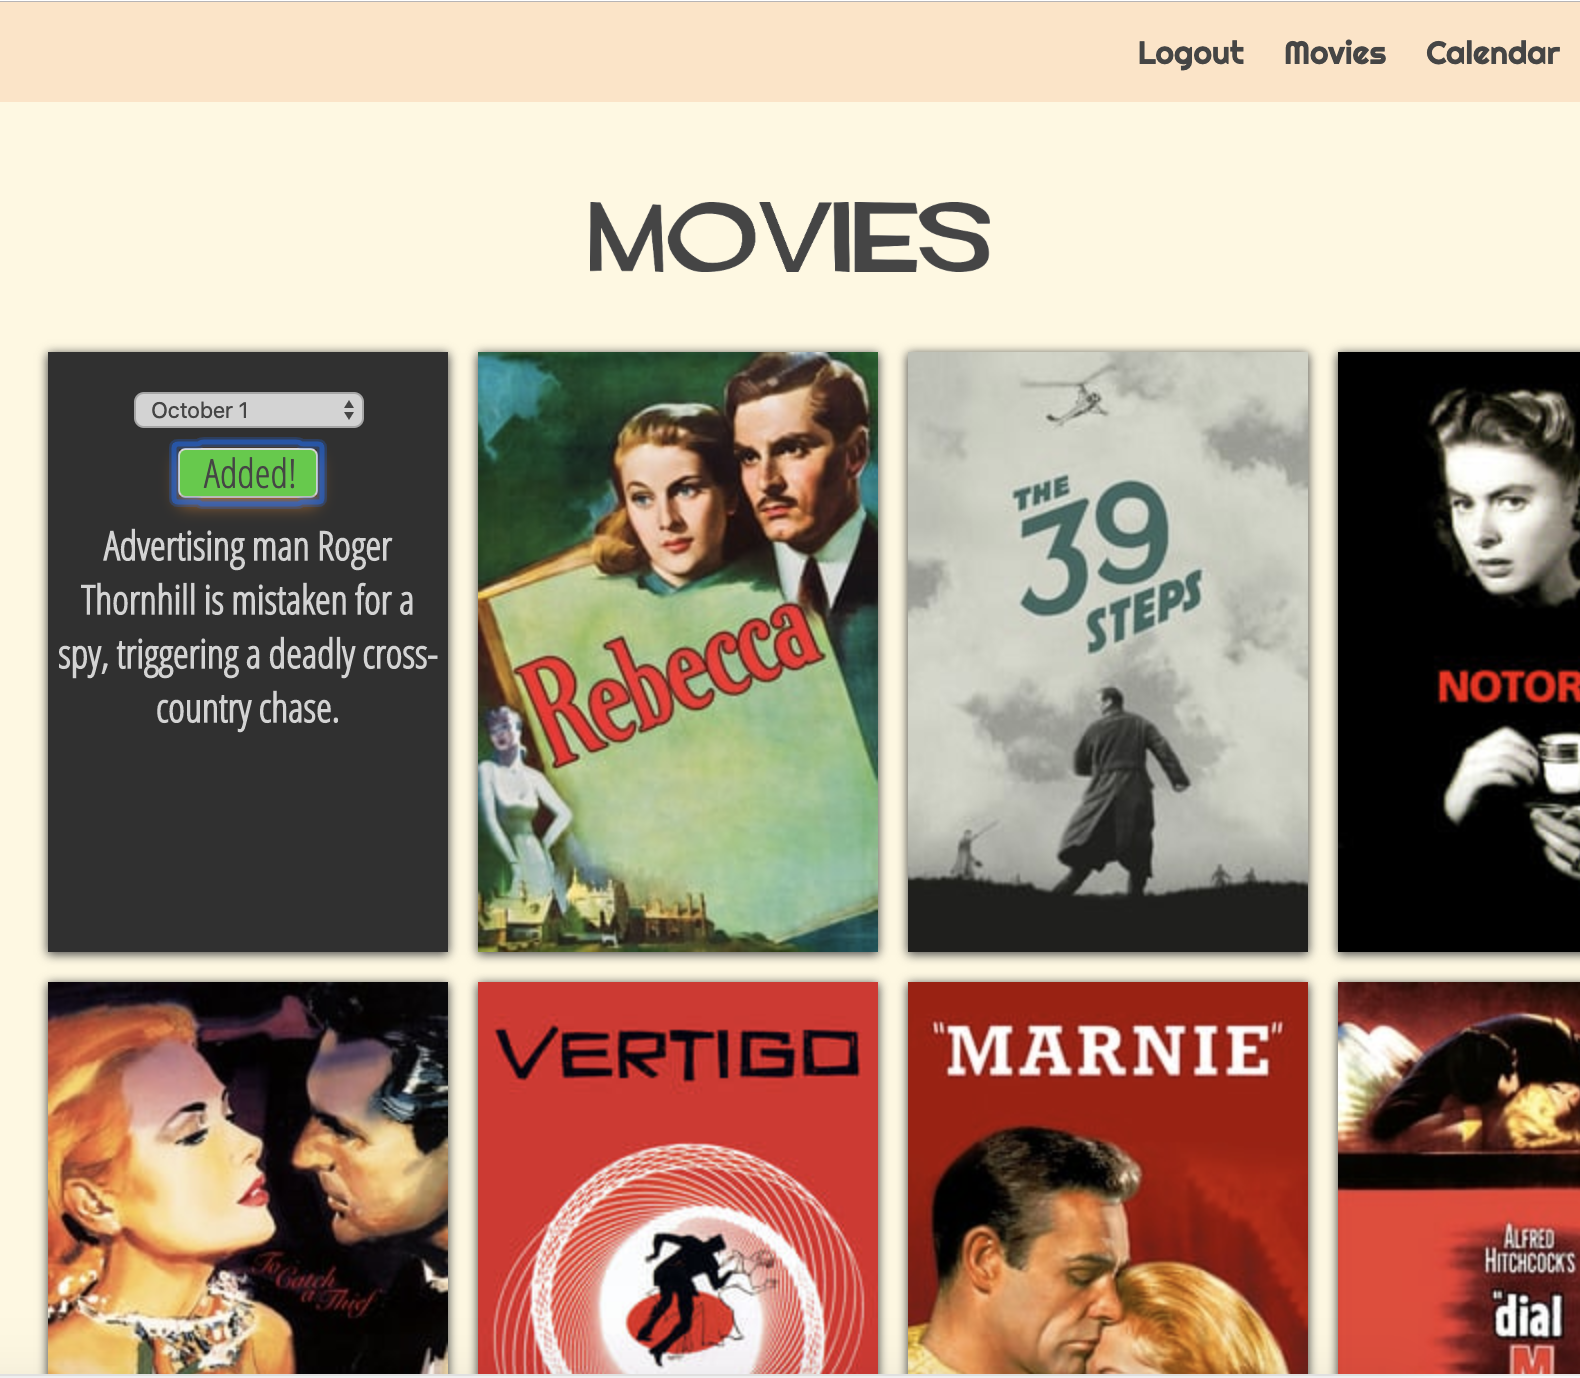 Logout Movies Calendar
MOVIES
October 1
Added!
Advertising man Roger
Thornhill is mistaken for a
spy, triggering a deadly cross-
country chase.
Rebecca
THE
39
STEPS
NOTOR
To
Catch
a Thief
VERTIGO
"MARNIE"
ALFRED
HITCHCOCK'S
"dial
M